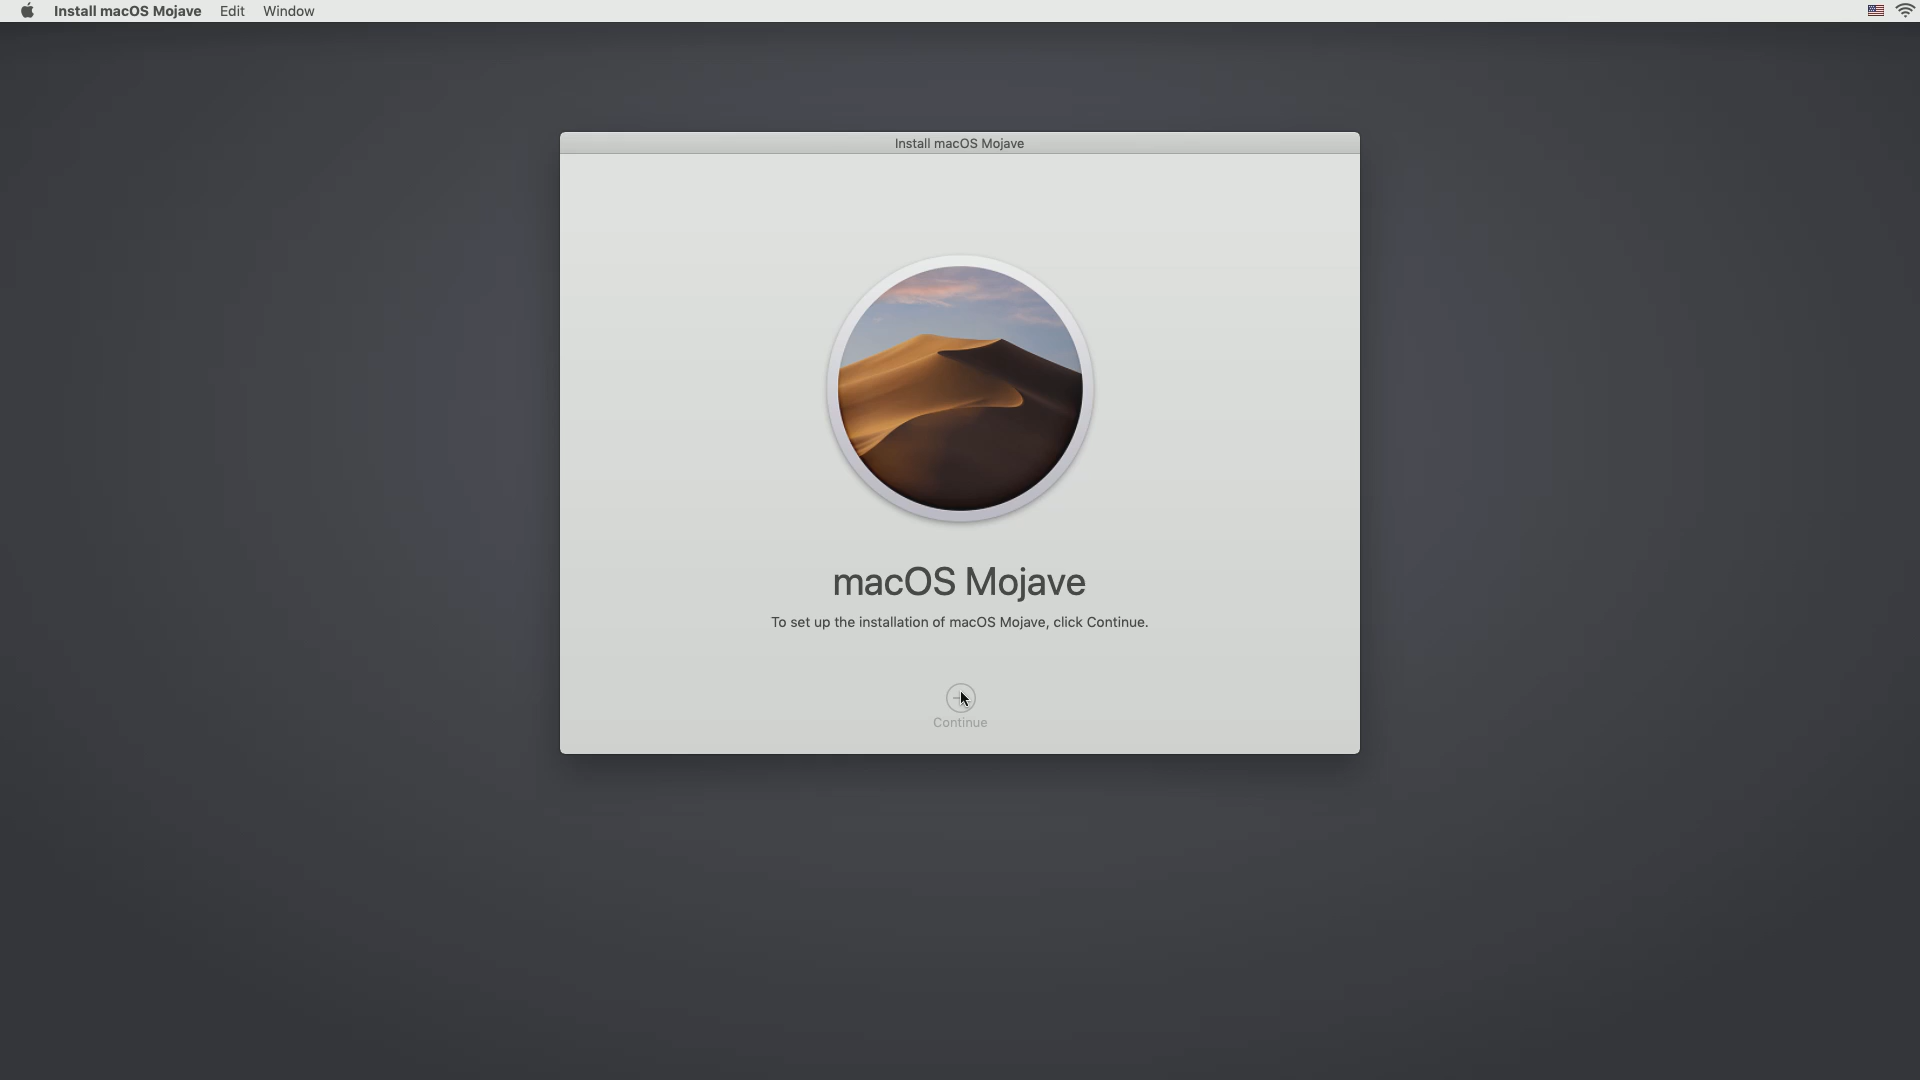 Install macOS Mojave Edit Window
Install macOS Mojave
macOS Mojave
To set up the installation of macOS Mojave, click Continue.
Continue